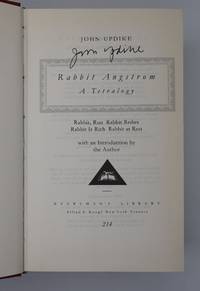 JOHN UPDIKE
John Updike
Rabbit Angstrom
A Tetralogy
Rabbit, Run Rabbit Redux
Rabbit Is Rich Rabbit at Rest
with an Introduction by
the Author
EVERYMAN'S LIBRARY
Alfred A. Knopf New York Toronto
214